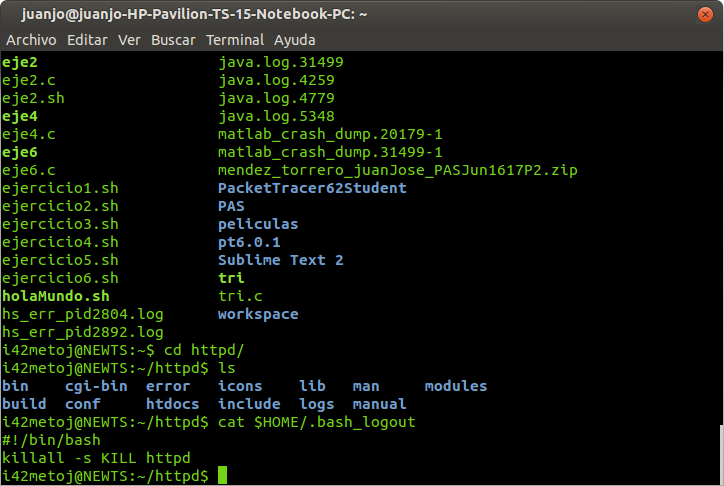 juanjo@juanjo-HP-Pavilion-TS-15-Notebook-PC: ~
Archivo Editar Ver Buscar Terminal Ayuda
eje2 java.log.31499
eje2.c java.log.4259
eje2.sh java.log.4779
eje4 java.log.5348
eje4.c matlab_crash_dump.20179-1
eje6 matlab_crash_dump.31499-1
eje6.c mendez_torrero_juanJose_PASJun1617P2.zip
ejercicio1.sh PacketTracer62Student
ejercicio2.sh PAS
ejercicio3.sh peliculas
ejercicio4.sh pt6.0.1
ejercicio5.sh Sublime Text 2
ejercicio6.sh tri
holaMundo.sh tri.c
hs_err_pid2804.log workspace
hs_err_pid2892.log
i42metoj@NEWTS:~$ cd httpd/
i42metoj@NEWTS:~/httpd$ ls
bin cgi-bin error icons lib man modules
build conf htdocs include logs manual
i42metoj@NEWTS:~/httpd$ cat $HOME/.bash_logout
#!/bin/bash
killall -s KILL httpd
i42metoj@NEWTS:~/httpd$